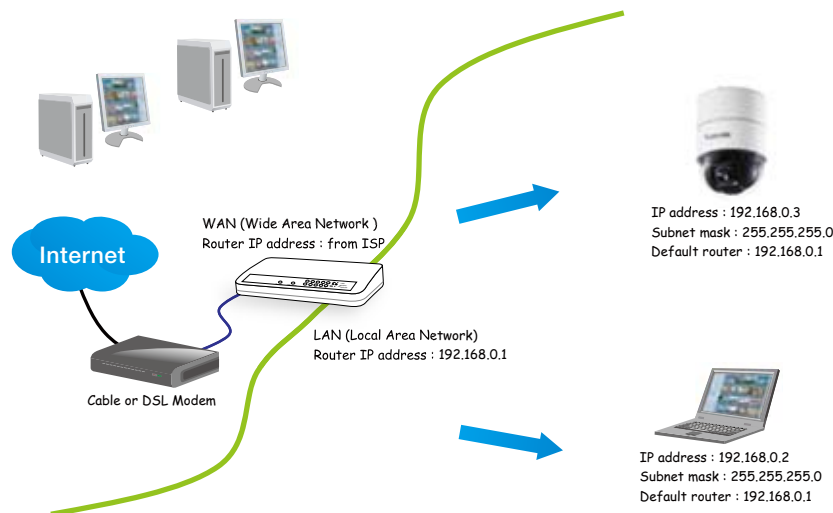 WAN (Wide Area Network )
Router IP address : from ISP
Internet
LAN (Local Area Network)
Router IP address : 192.168.0.1
Cable or DSL Modem
IP address : 192.168.0.3
Subnet mask : 255.255.255.0
Default router : 192.168.0.1
IP address : 192.168.0.2
Subnet mask : 255.255.255.0
Default router : 192.168.0.1